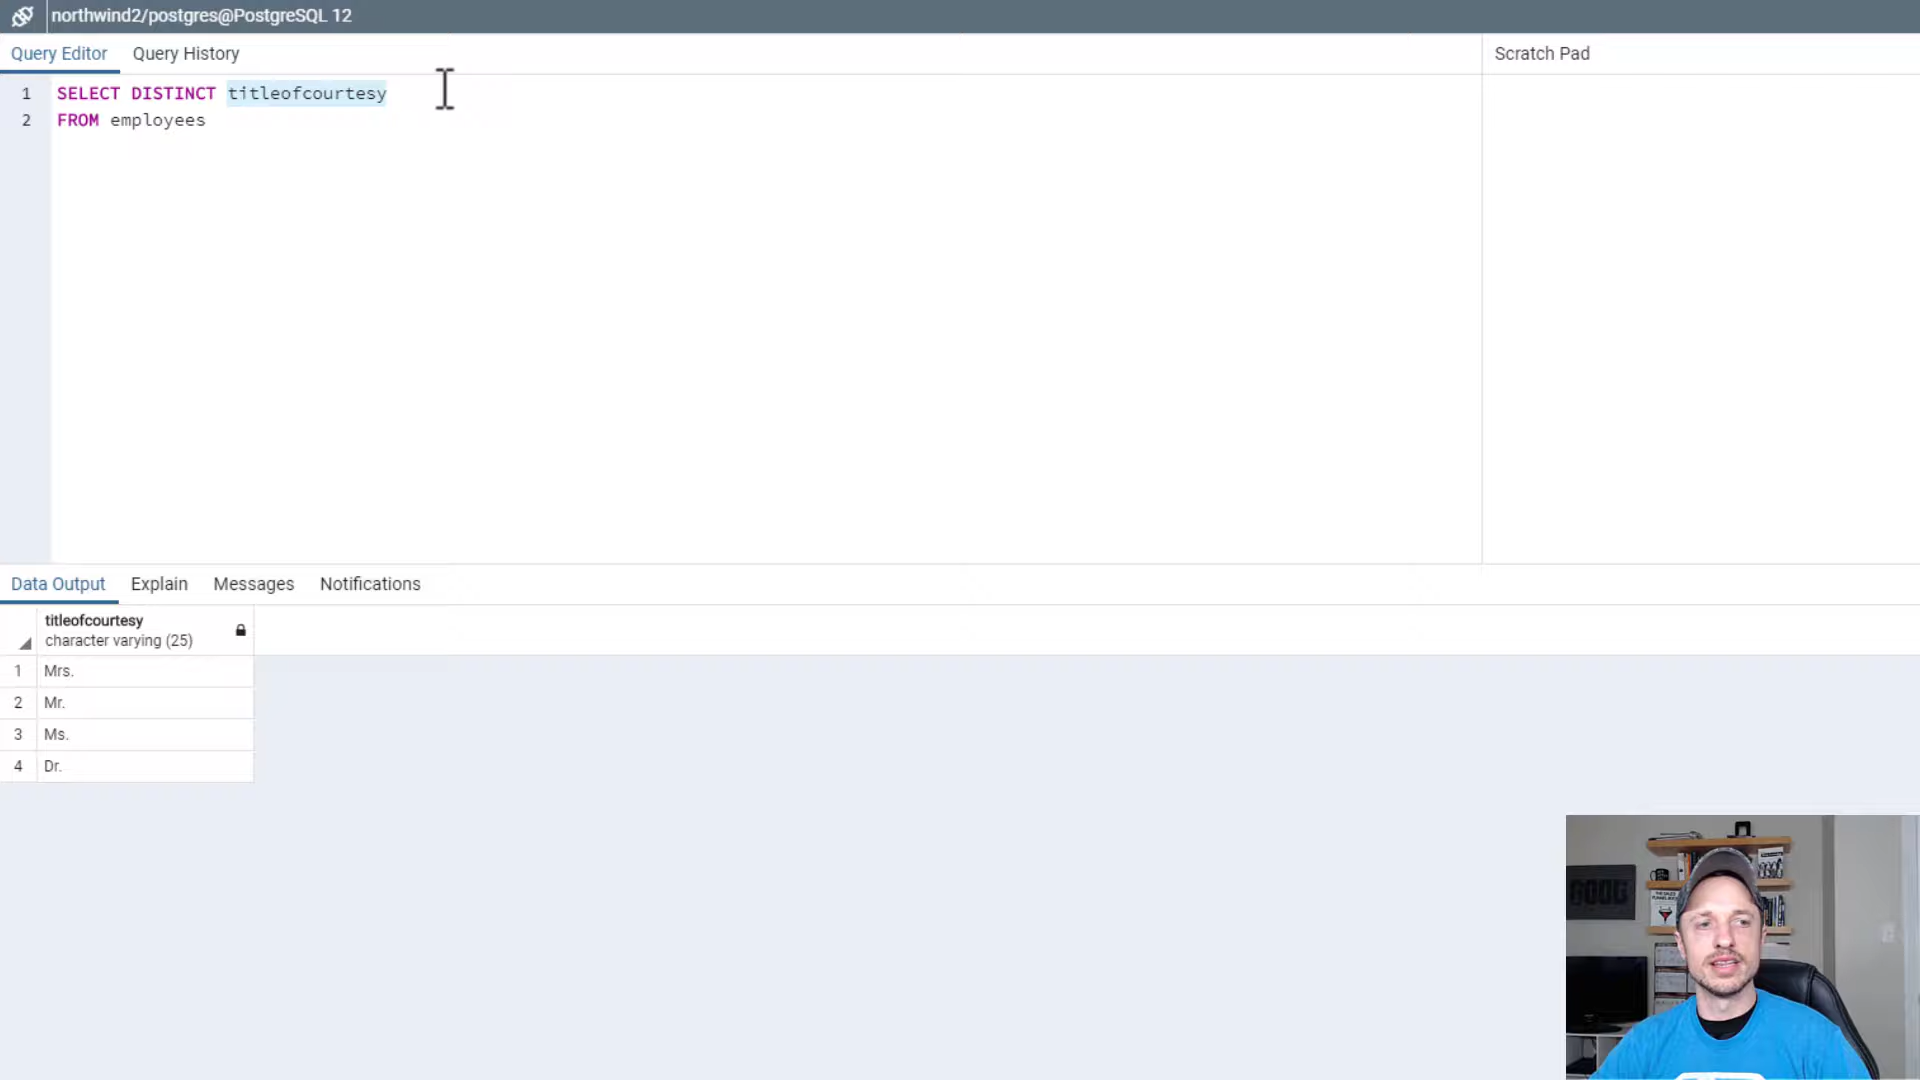 northwind2/postgres@PostgreSQL 12
Query Editor Query History
Scratch Pad
1 SELECT DISTINCT titleofcourtesy
2 FROM employees
Data Output Explain Messages Notifications
titleofcourtesy
character varying (25)
1 Mrs.
2 Mr.
3 Ms.
4 Dr.
GOOD